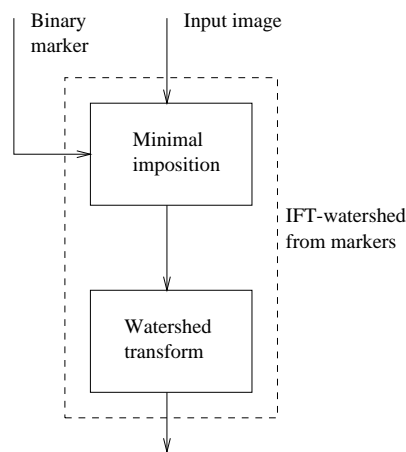 Binary
marker
Input image
Minimal
imposition
IFT-watershed
from markers
Watershed
transform